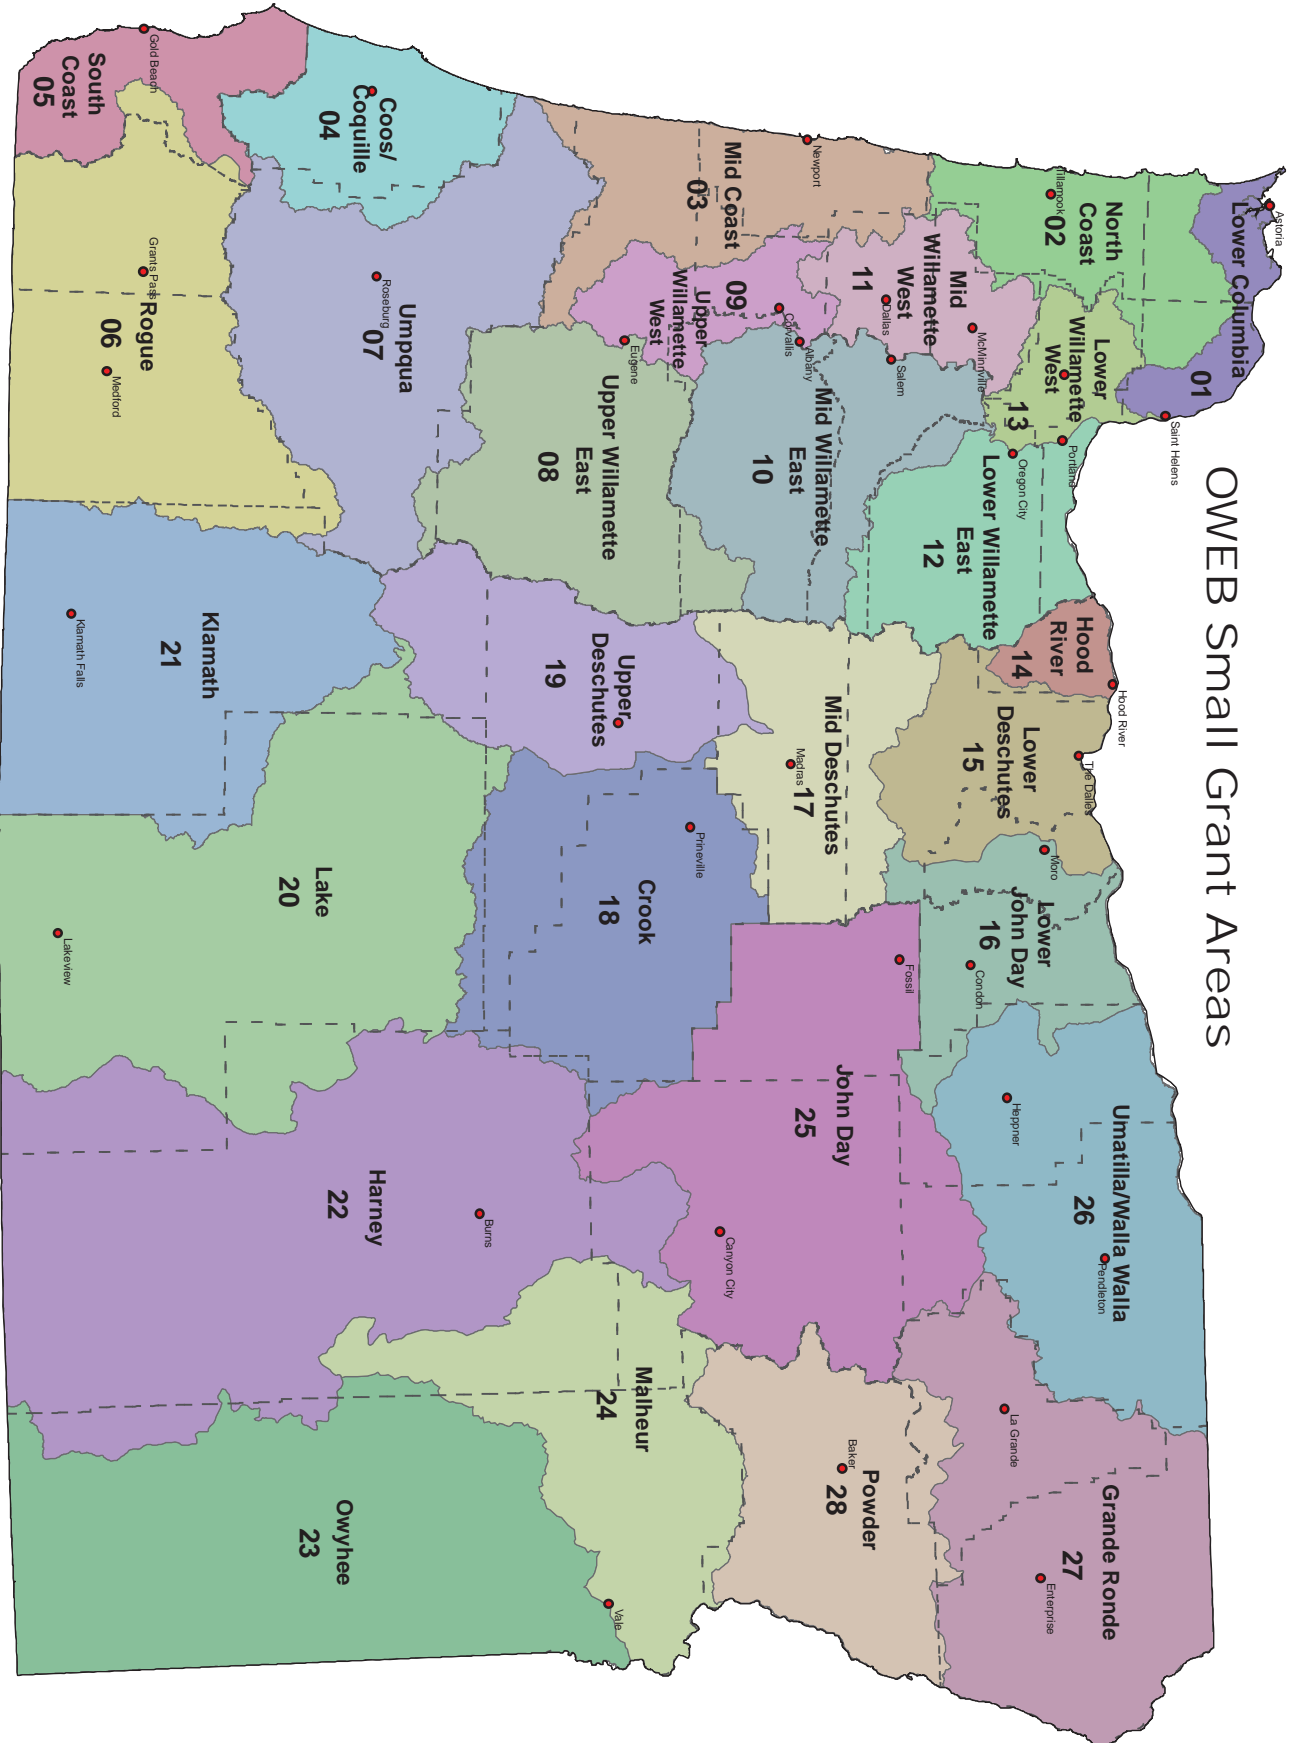 OWEB Small Grant Areas
Astoria
Lower Columbia
01
Saint Helens
North
Coast
02
Tillamook
Lower
Willamette
West
13
Portland
Oregon City
Lower Willamette
East
12
Hood
River
14
Hood River
The Dalles
Lower
Deschutes
15
Moro
Lower
John Day
16
Condon
Umatilla/Walla Walla
26
Heppner
Pendleton
Grande Ronde
27
La Grande
Enterprise
Mid
Willamette
West
11
McMinnville
Dallas
Salem
Newport
Mid Coast
03
09
Upper
Willamette
West
Corvallis
Albany
Eugene
Mid Willamette
East
10
Upper Willamette
East
08
Mid Deschutes
17
Madras
Fossil
John Day
25
Canyon City
Powder
28
Baker
Upper
Deschutes
19
Crook
18
Prineville
Malheur
24
Vale
Coos/
Coquille
04
Umpqua
07
Roseburg
South
Coast
05
Gold Beach
Rogue
06
Grants Pass
Medford
Klamath
21
Klamath Falls
Lake
20
Lakeview
Harney
22
Burns
Owyhee
23